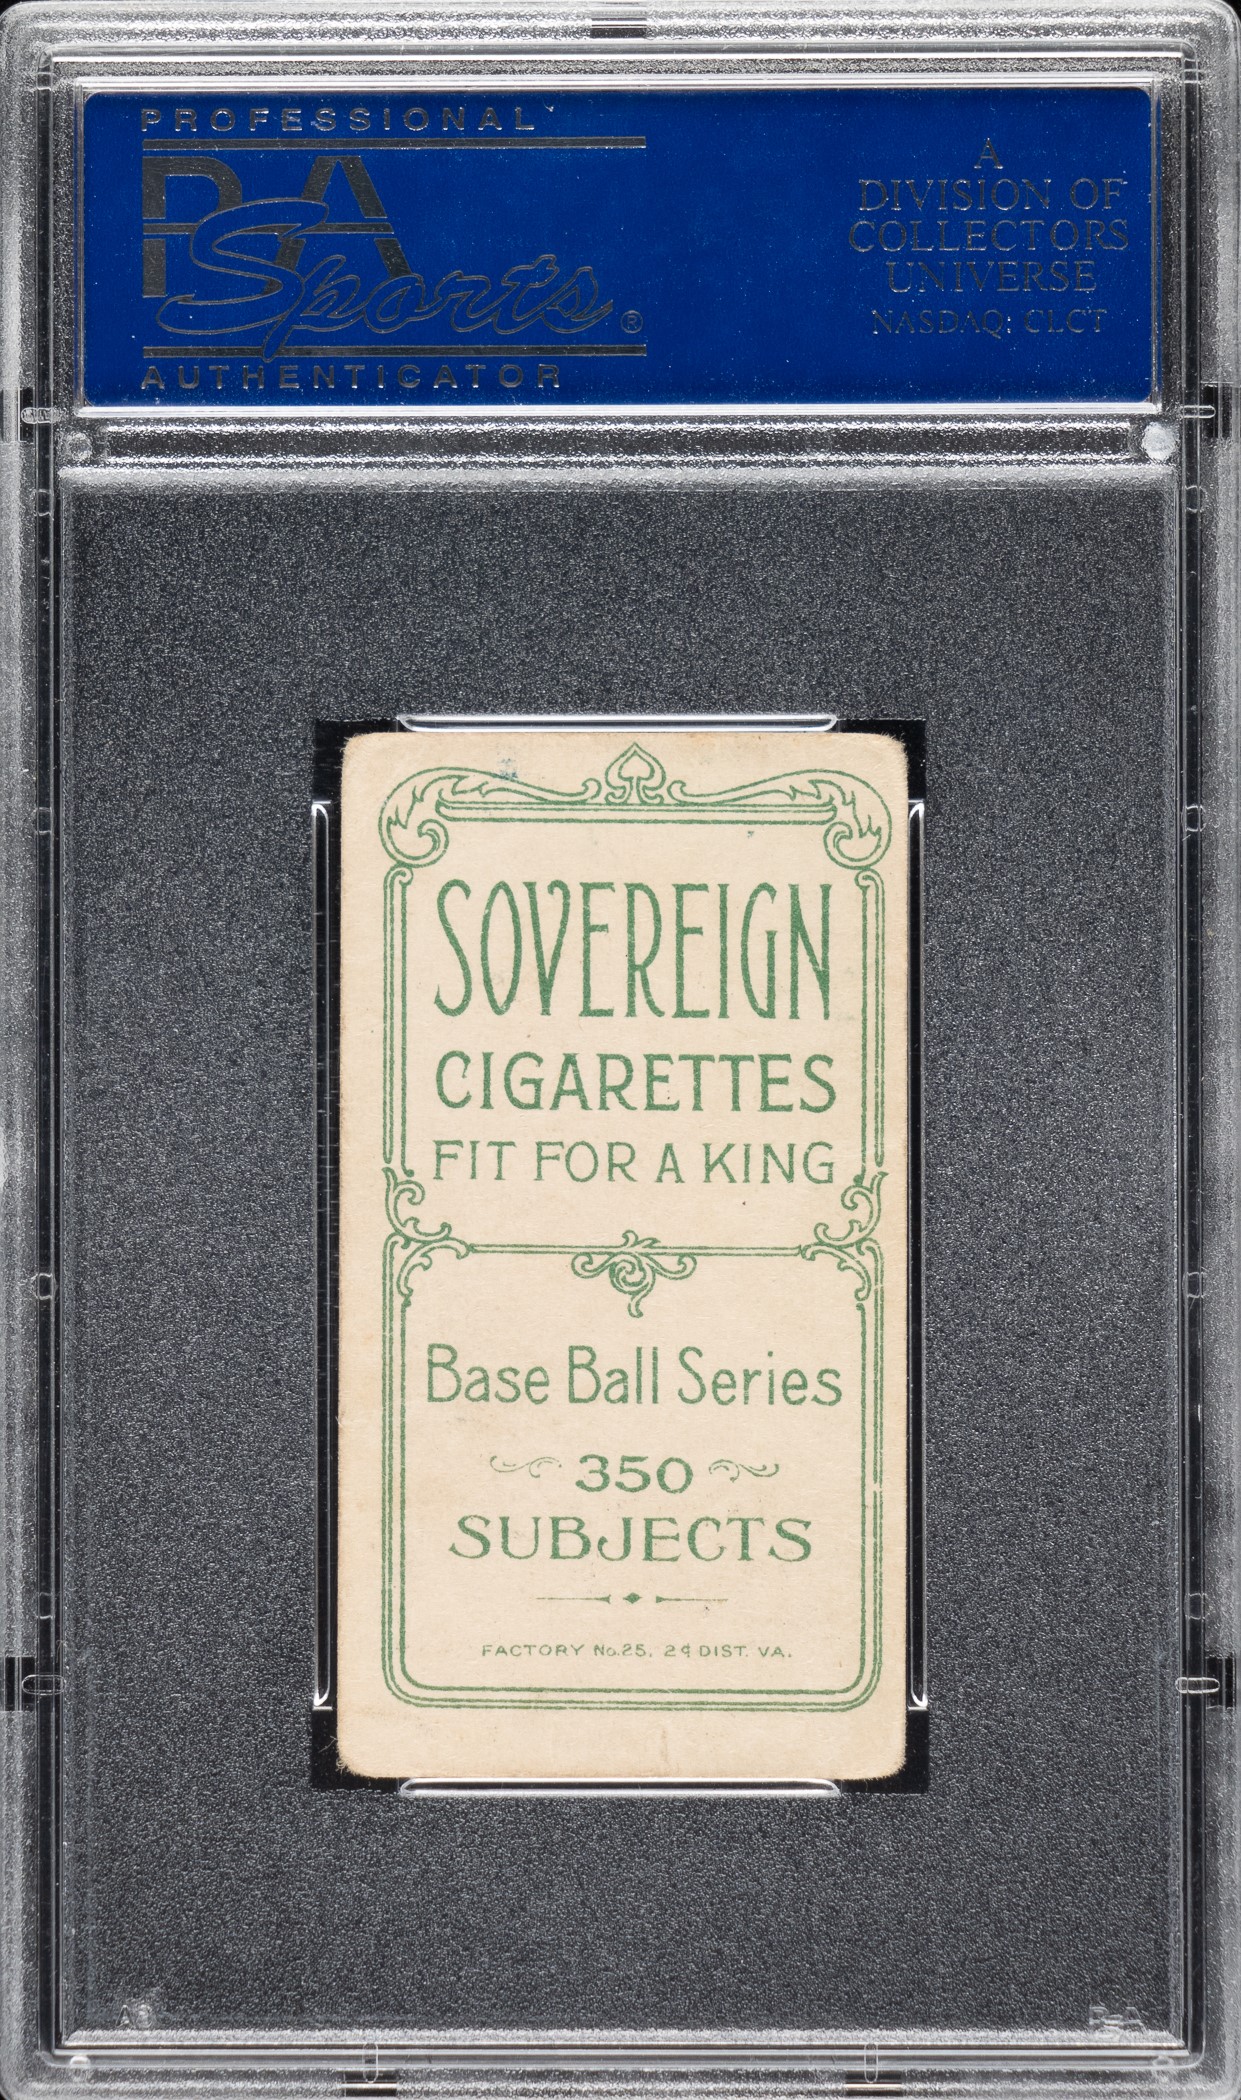 PROFESSIONAL
PSA
Sports®
AUTHENTICATOR
A
DIVISION OF
COLLECTORS
UNIVERSE
NASDAQ: CLCT
SOVEREIGN
CIGARETTES
FIT FOR A KING
Base Ball Series
350
SUBJECTS
FACTORY No. 25. 2d DIST. VA.
PSA